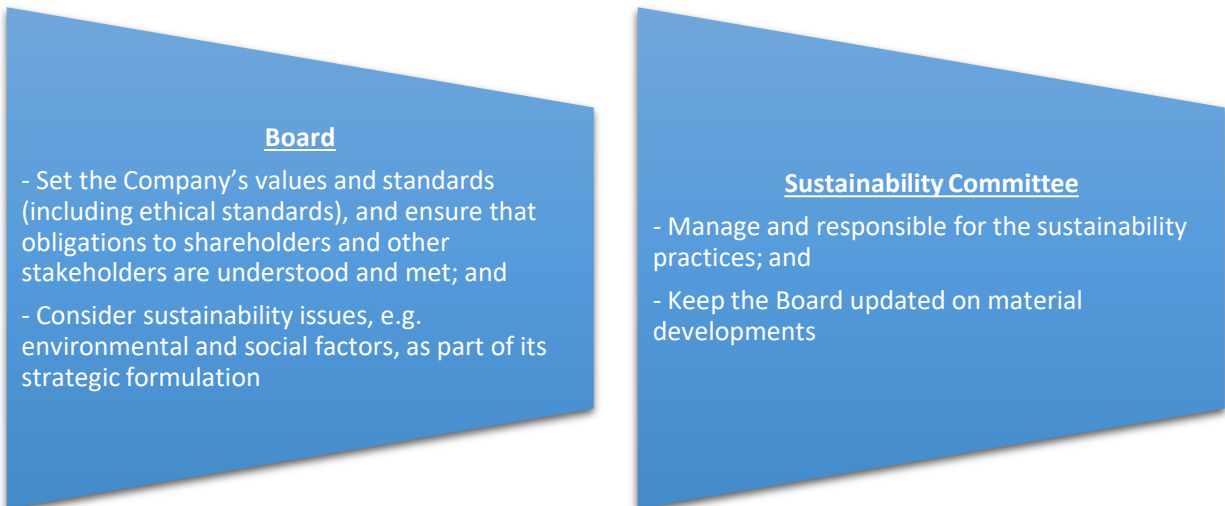 Board
- Set the Company’s values and standards
(including ethical standards), and ensure that
obligations to shareholders and other
stakeholders are understood and met; and
- Consider sustainability issues, e.g.
environmental and social factors, as part of its
strategic formulation
Sustainability Committee
- Manage and responsible for the sustainability
practices; and
- Keep the Board updated on material
developments